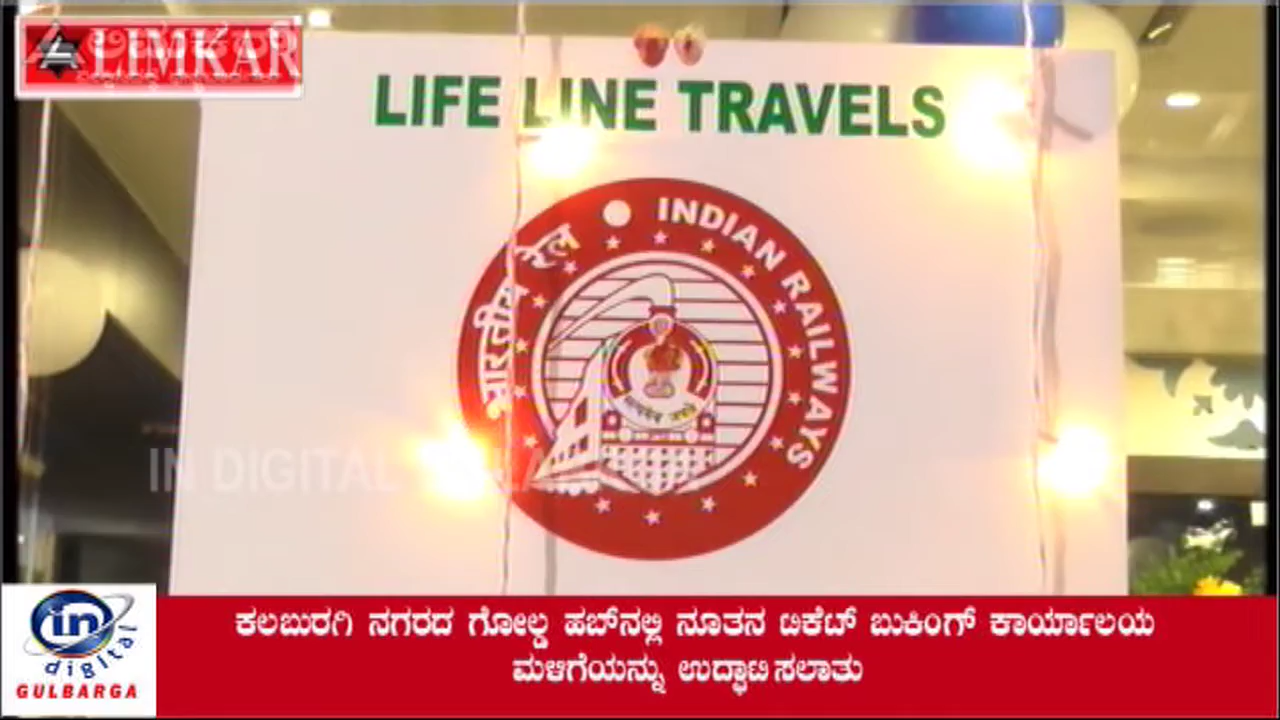 LIMKAR
LIFE LINE TRAVELS
भारतीय रेल
INDIAN RAILWAYS
IN DIGITAL
in
digital
GULBARGA
ಕಲಬುರಗಿ ನಗರದ ಗೋಲ್ಡ ಹಬ್‌ನಲ್ಲಿ ನೂತನ ಟಿಕೆಟ್ ಬುಕಿಂಗ್ ಕಾರ್ಯಾಲಯ
ಮಳಿಗೆಯನ್ನು ಉದ್ಘಾಟಿಸಲಾತು